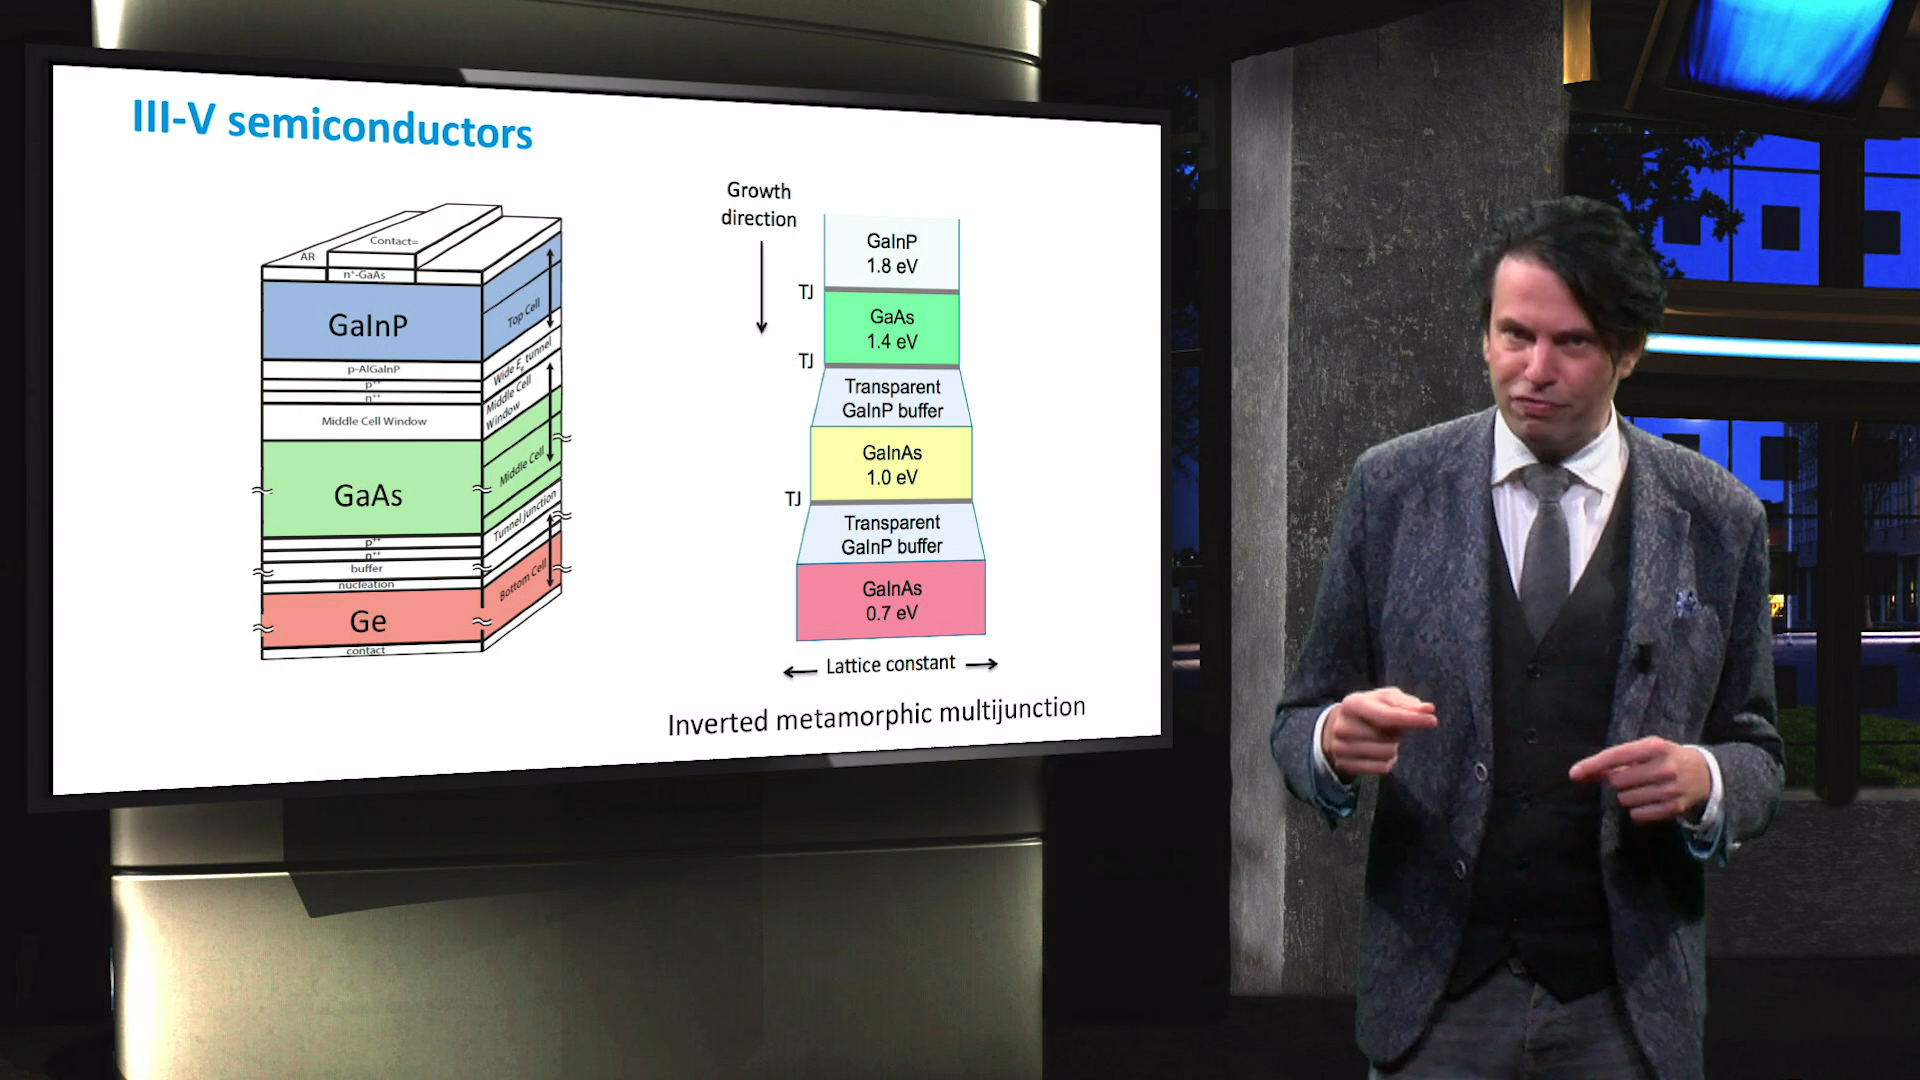 III-V semiconductors
Contact=
AR
n⁺-GaAs
GaInP
Top Cell
p-AlGaInP
p⁺⁺
n⁺⁺
Wide Eg tunnel
Middle Cell Window
Middle Cell
Window
GaAs
Middle Cell
p⁺⁺
n⁺⁺
Tunnel junction
buffer
nucleation
Ge
Bottom Cell
contact
Growth
direction
GaInP
1.8 eV
TJ
GaAs
1.4 eV
TJ
Transparent
GaInP buffer
GaInAs
1.0 eV
TJ
Transparent
GaInP buffer
GaInAs
0.7 eV
Lattice constant
Inverted metamorphic multijunction